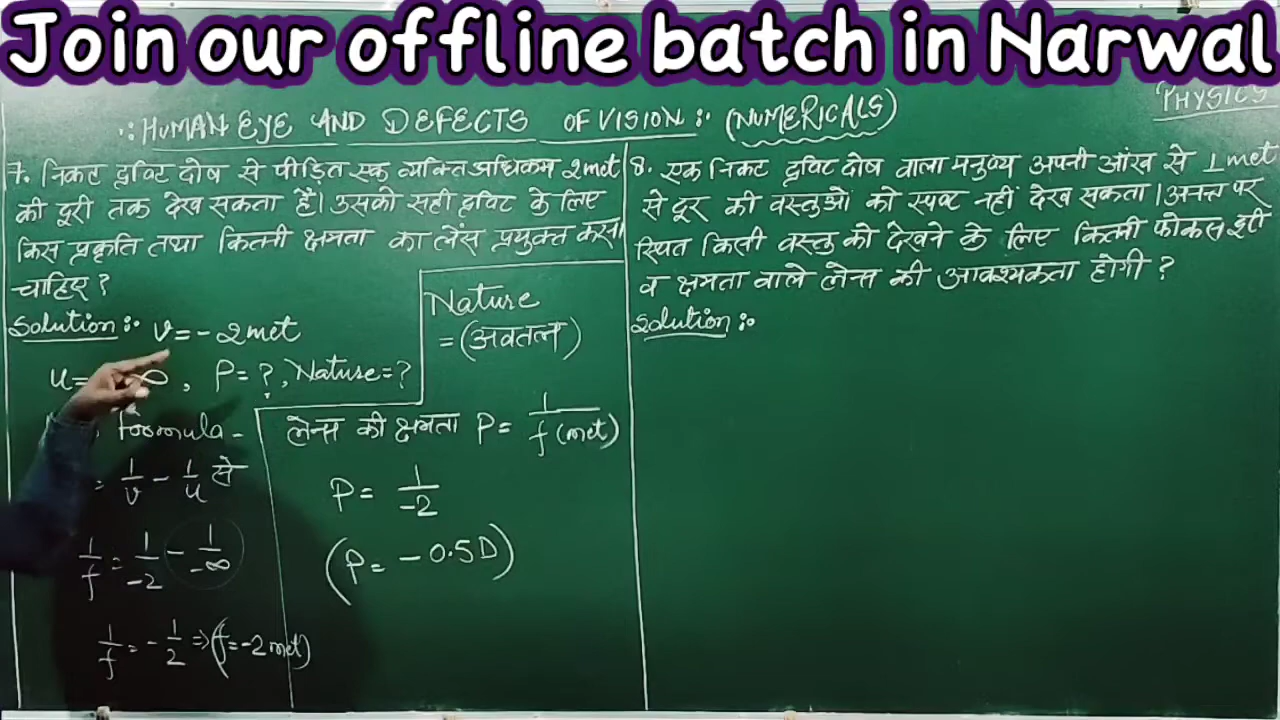 Join our offline batch in Narwal
PHYSICS
:HUMAN EYE AND DEFECTS OF VISION:- (NUMERICALS)
7. निकट दृष्टि दोष से पीड़ित एक व्यक्ति अधिकतम 2met
की दूरी तक देख सकता है। उसको सही दृष्टि के लिए
किस प्रकृति तथा कितनी क्षमता का लेंस प्रयुक्त करना
चाहिए?
Solution:- v=-2met
u= ∞, P=?, Nature=?
formula-
= 1/v - 1/u से
1/f = 1/-2 - 1/-∞
1/f = -1/2 ⇒ (f=-2met)
Nature
=(अवतल)
लेन्स की क्षमता P= 1/f(met)
P= 1/-2
(P= -0.5D)
8. एक निकट दृष्टि दोष वाला मनुष्य अपनी आंख से 1met
से दूर की वस्तुओं को स्पष्ट नहीं देख सकता। अनन्त पर
स्थित किसी वस्तु को देखने के लिए कितनी फोकस दूरी
व क्षमता वाले लेन्स की आवश्यकता होगी?
Solution:-